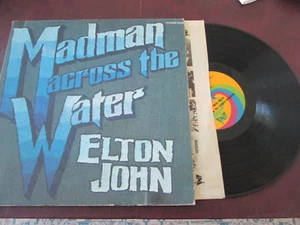 Madman
across the
Water
ELTON
JOHN